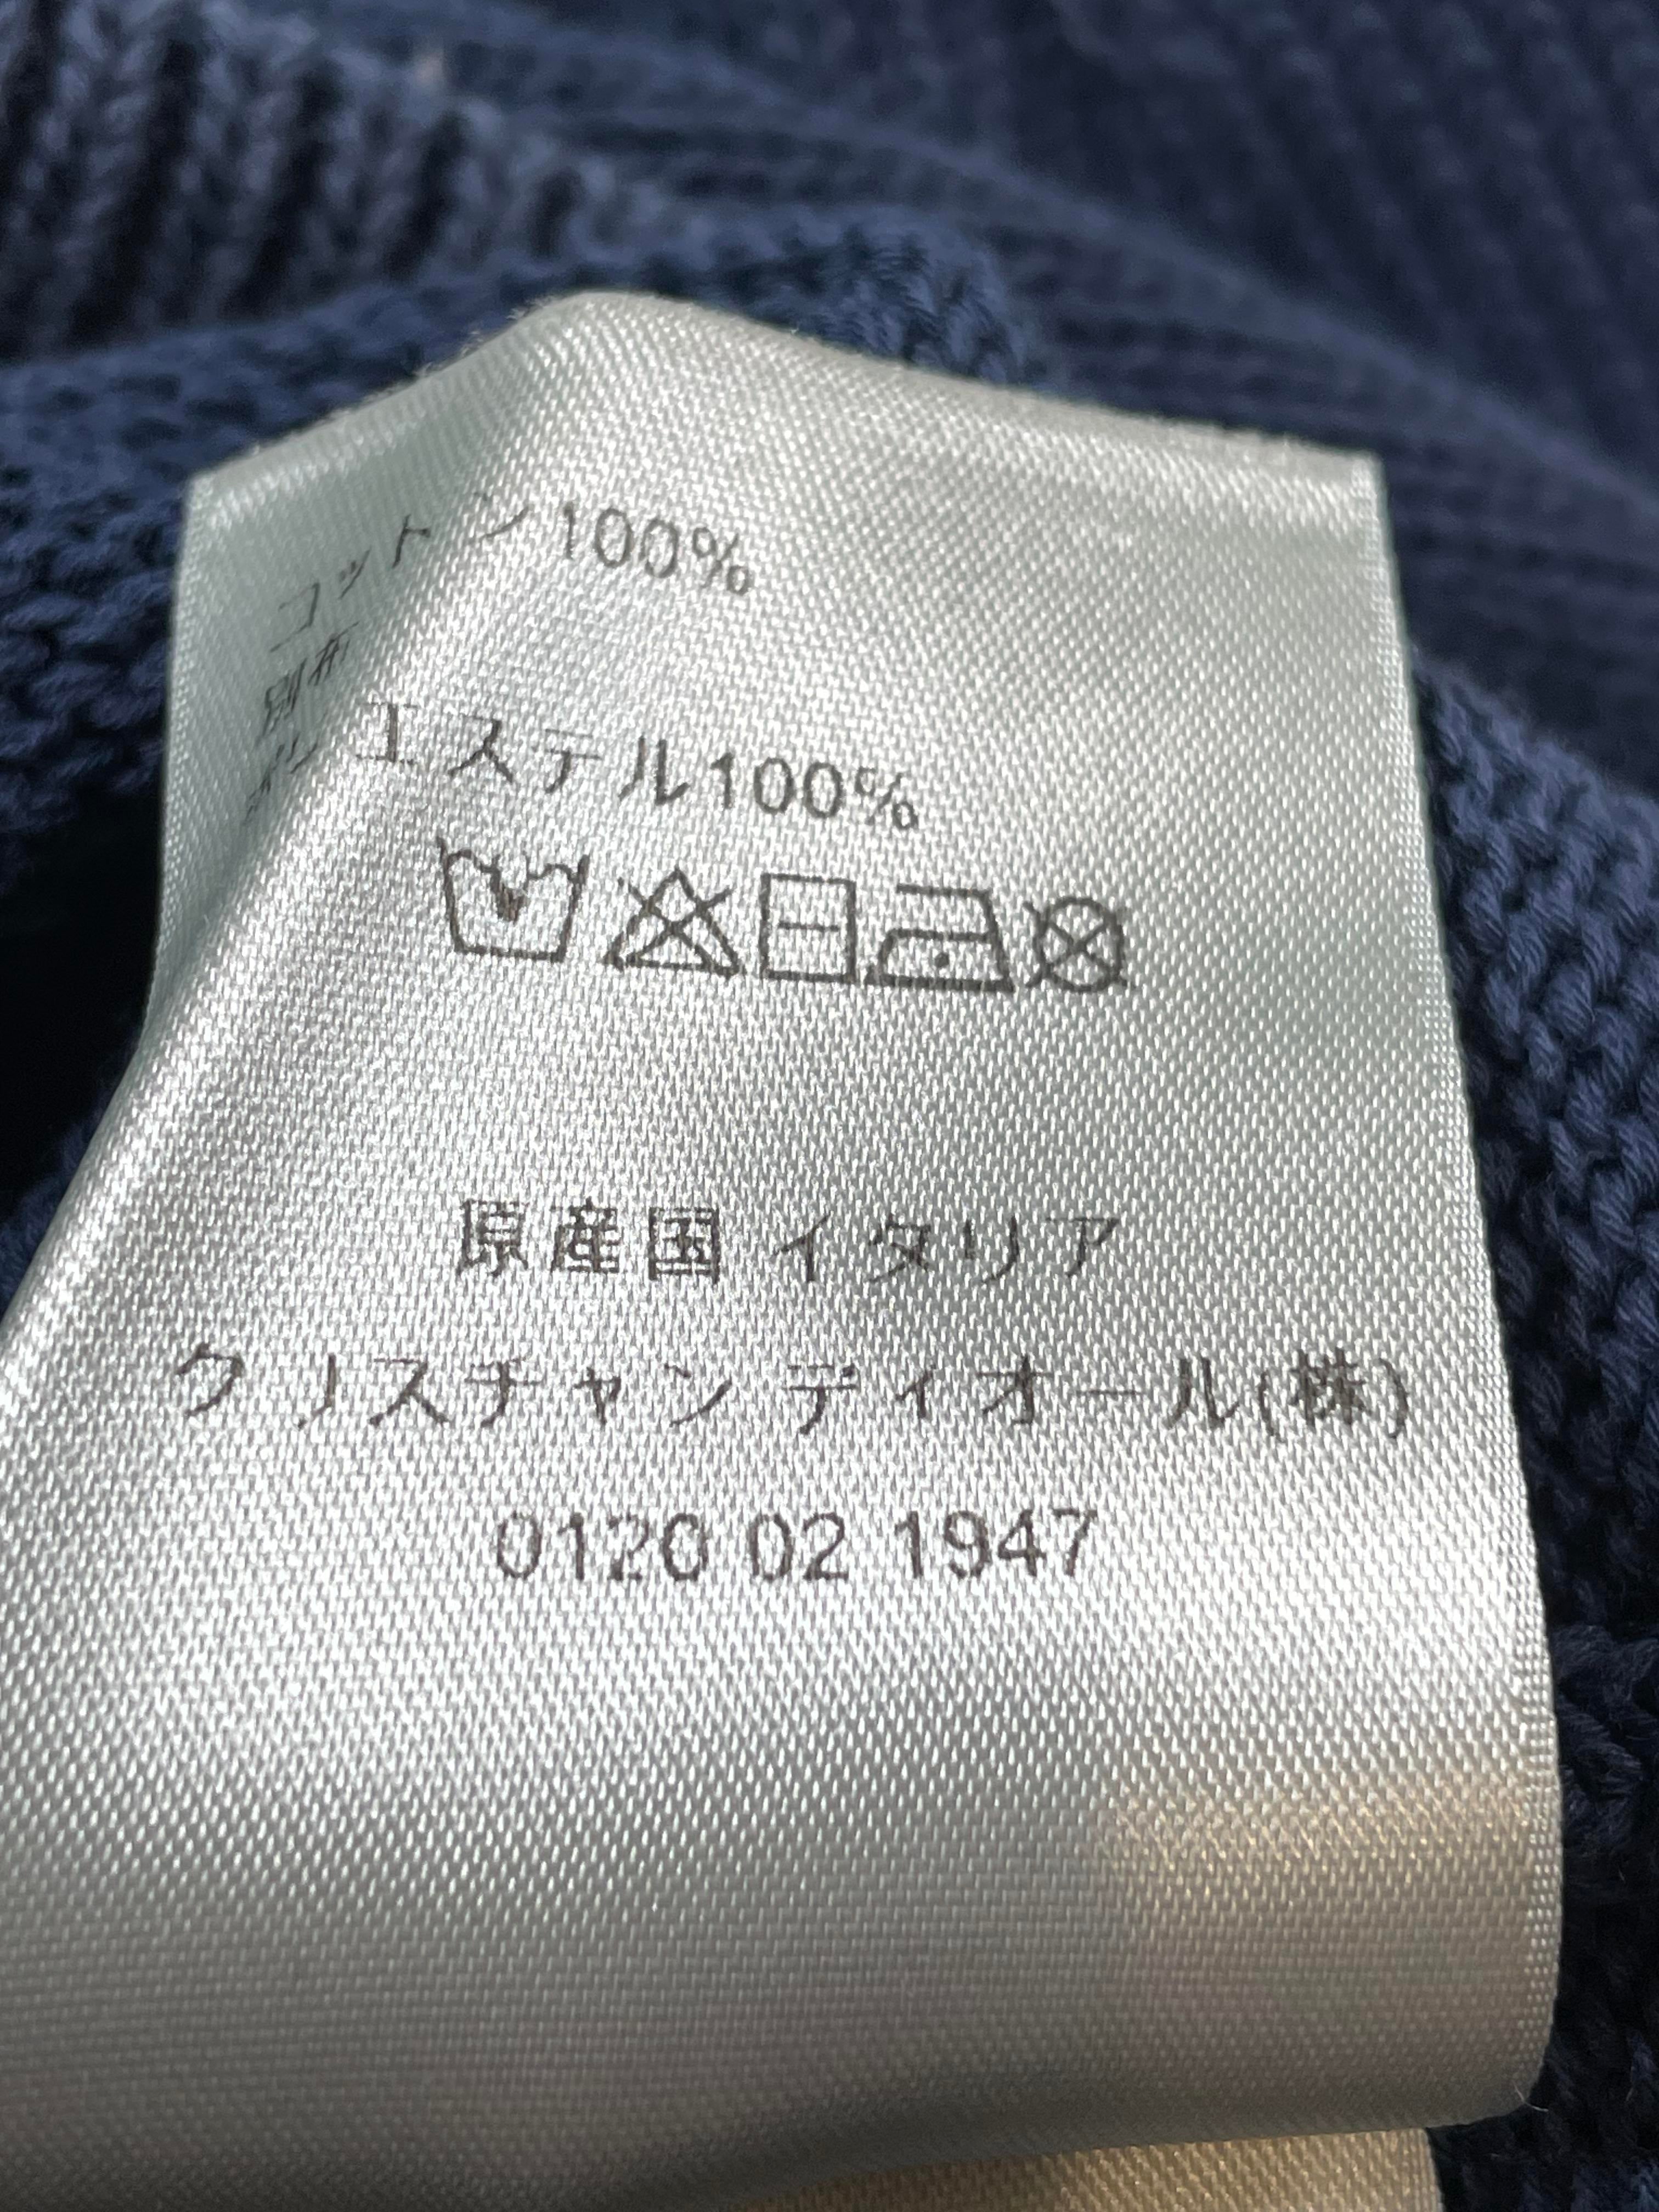 コットン100%
別布
ポリエステル100%
原産国 イタリア
クリスチャン ディオール(株)
0120 02 1947